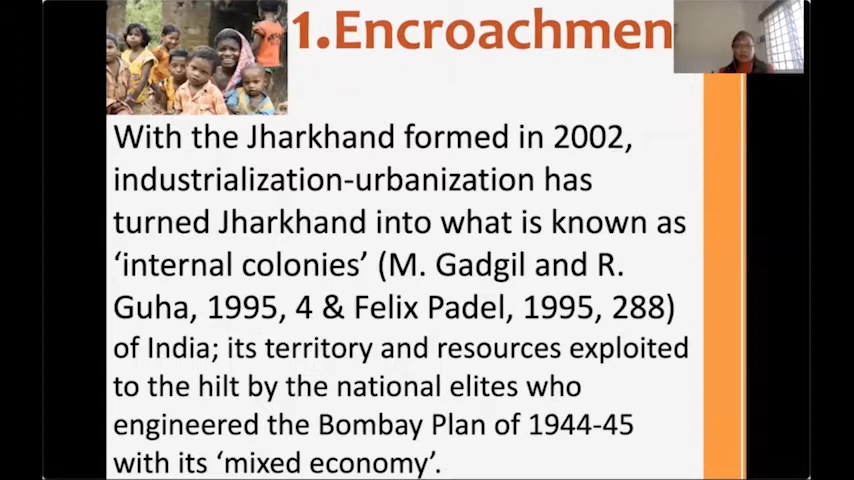 1.Encroachmen
With the Jharkhand formed in 2002,
industrialization-urbanization has
turned Jharkhand into what is known as
‘internal colonies’ (M. Gadgil and R.
Guha, 1995, 4 & Felix Padel, 1995, 288)
of India; its territory and resources exploited
to the hilt by the national elites who
engineered the Bombay Plan of 1944-45
with its ‘mixed economy’.